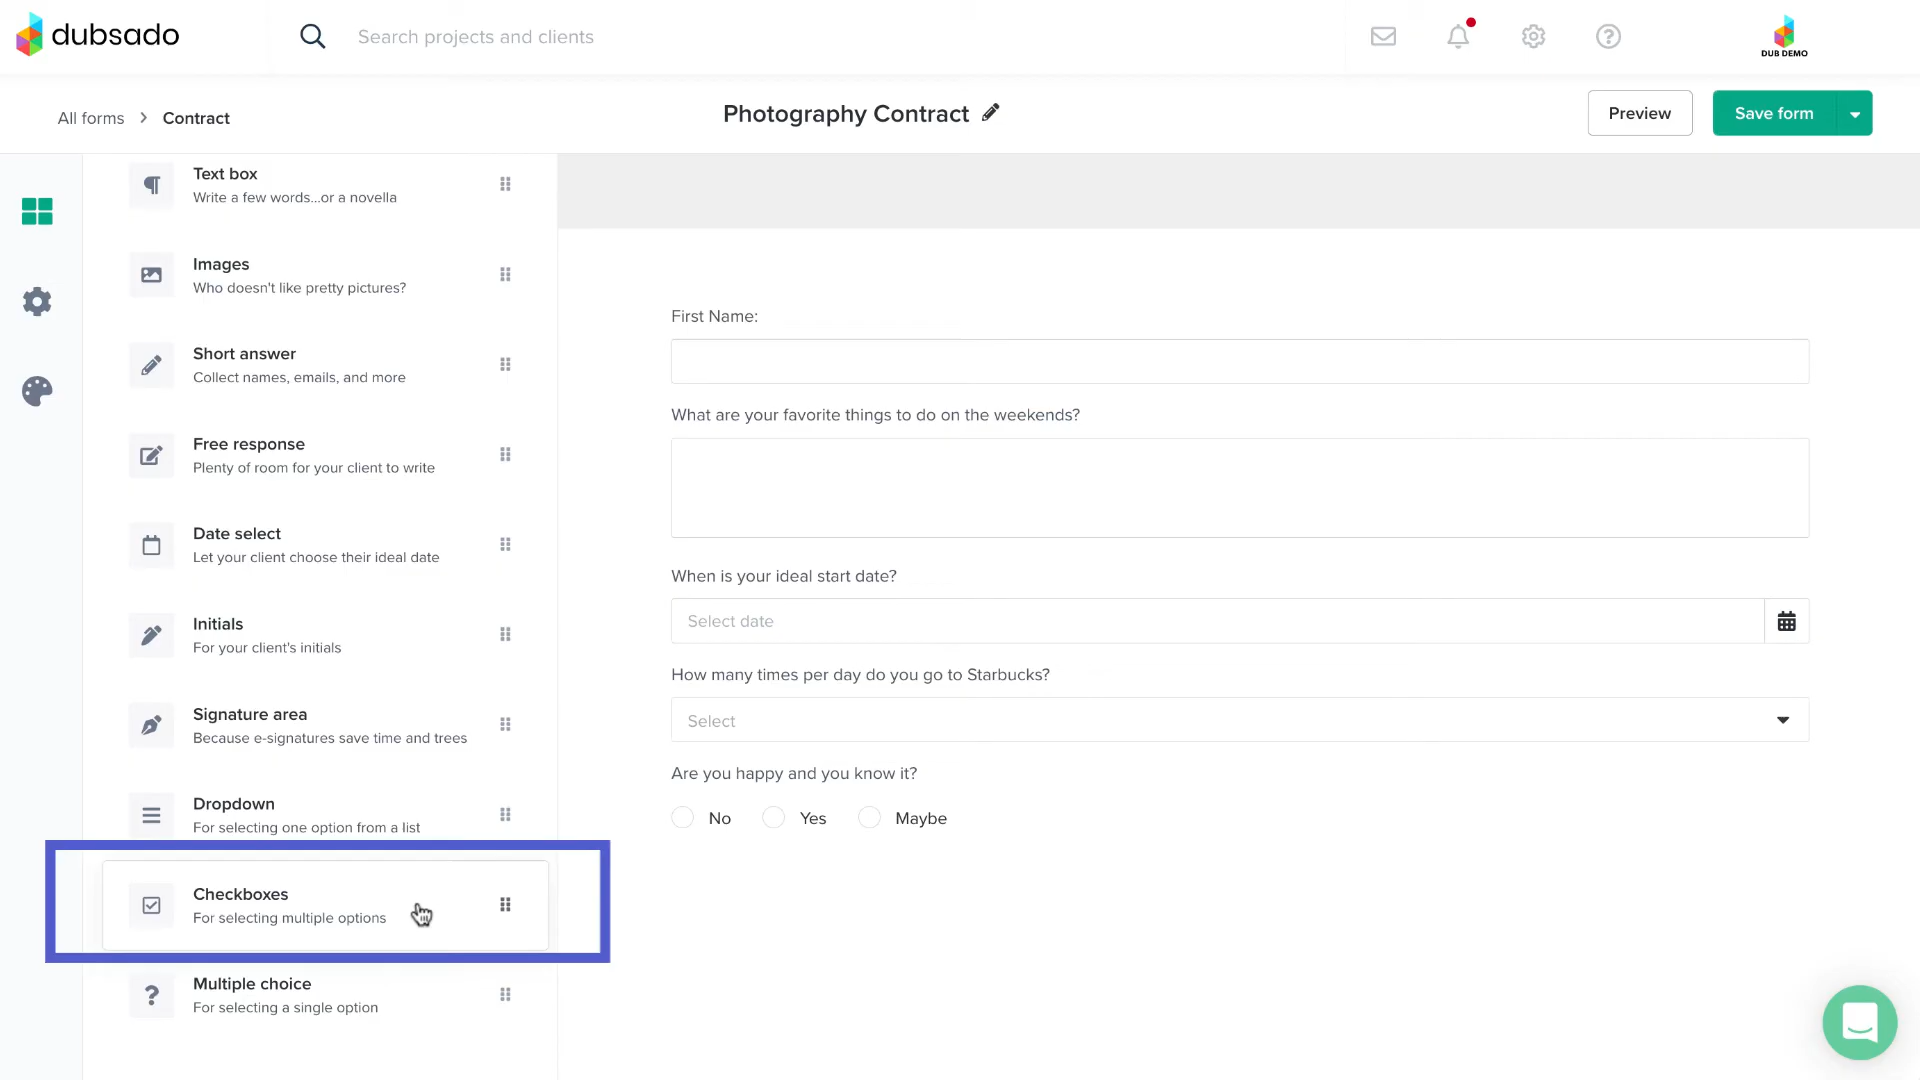 dubsado
Search projects and clients
DUB DEMO
All forms > Contract
Photography Contract
Preview
Save form
Text box
Write a few words...or a novella
Images
Who doesn't like pretty pictures?
Short answer
Collect names, emails, and more
Free response
Plenty of room for your client to write
Date select
Let your client choose their ideal date
Initials
For your client's initials
Signature area
Because e-signatures save time and trees
Dropdown
For selecting one option from a list
Checkboxes
For selecting multiple options
Multiple choice
For selecting a single option
First Name:
What are your favorite things to do on the weekends?
When is your ideal start date?
Select date
How many times per day do you go to Starbucks?
Select
Are you happy and you know it?
No Yes Maybe